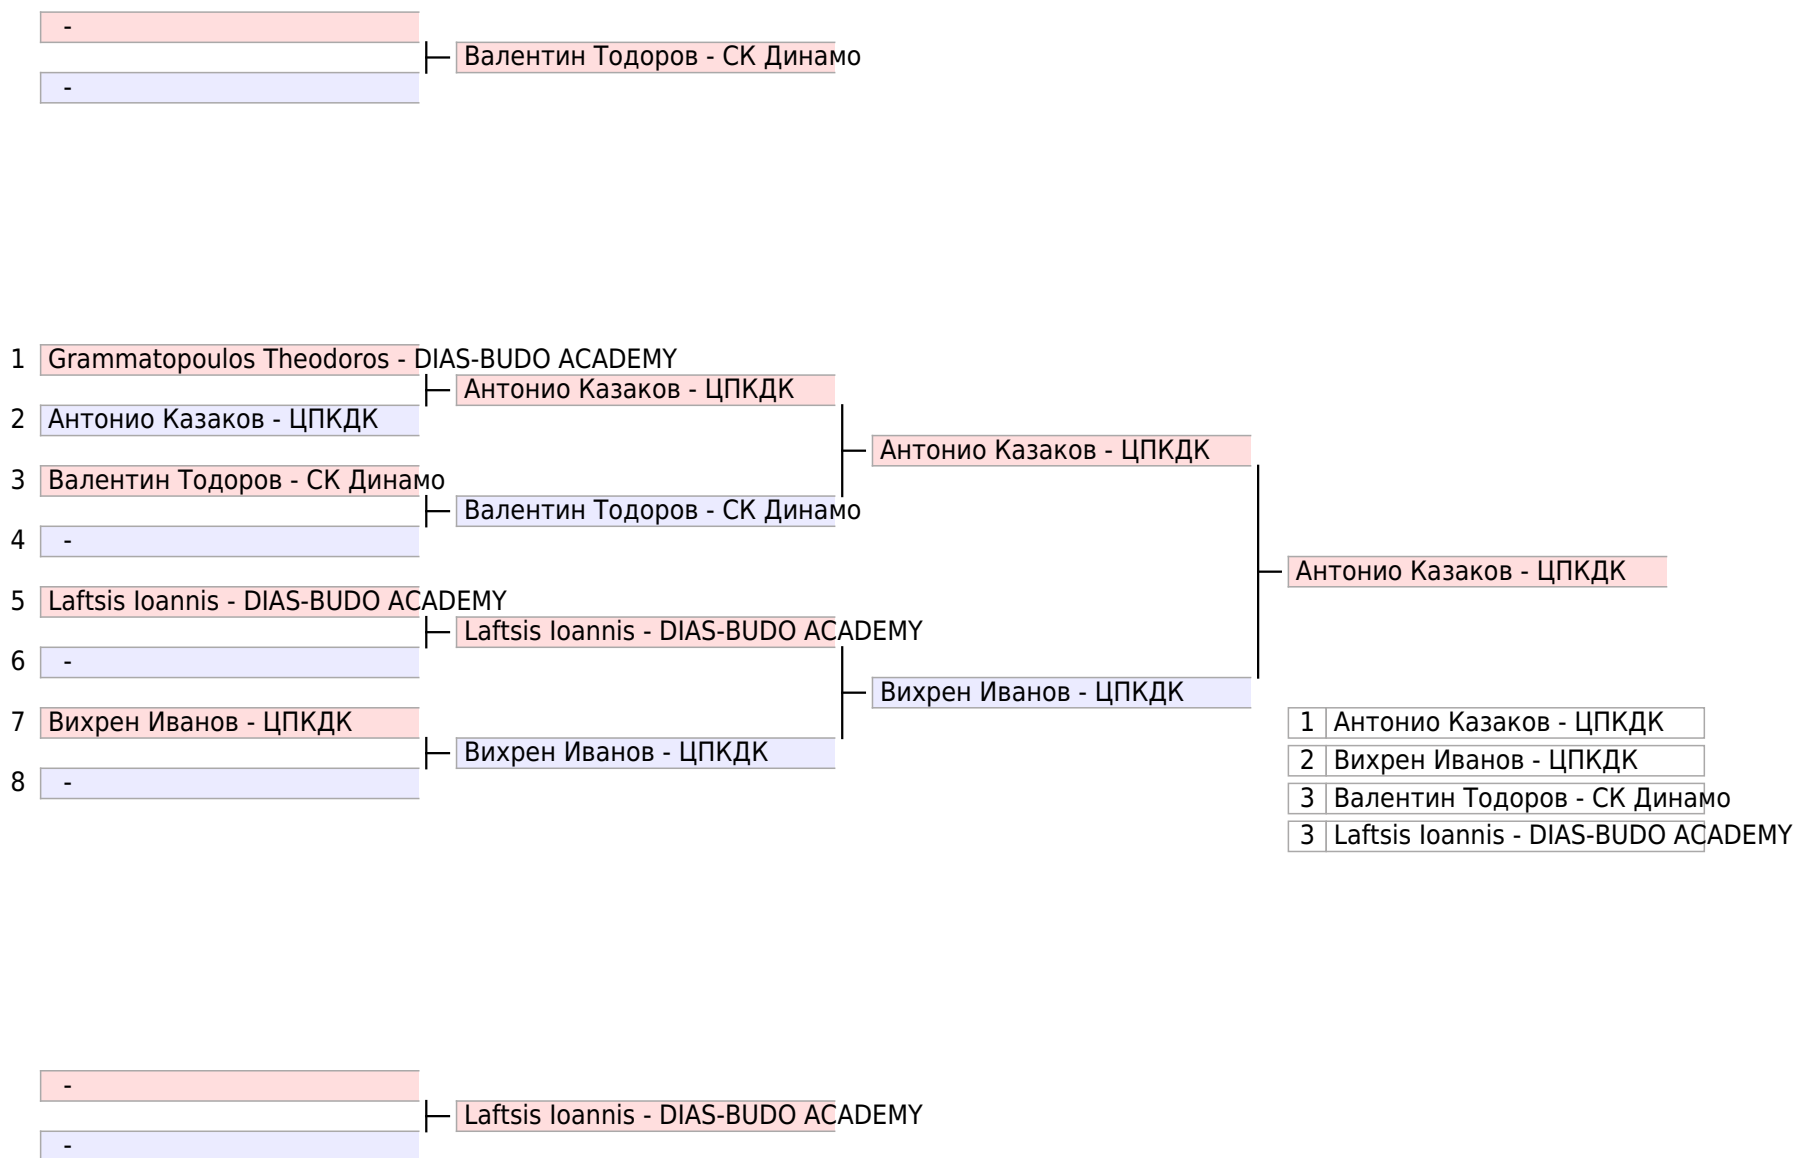 -
Валентин Тодоров - СК Динамо
-
1 Grammatopoulos Theodoros - DIAS-BUDO ACADEMY
Антонио Казаков - ЦПКДК
2 Антонио Казаков - ЦПКДК
Антонио Казаков - ЦПКДК
3 Валентин Тодоров - СК Динамо
Валентин Тодоров - СК Динамо
4 -
Антонио Казаков - ЦПКДК
5 Laftsis Ioannis - DIAS-BUDO ACADEMY
Laftsis Ioannis - DIAS-BUDO ACADEMY
6 -
Вихрен Иванов - ЦПКДК
7 Вихрен Иванов - ЦПКДК
Вихрен Иванов - ЦПКДК
8 -
1 Антонио Казаков - ЦПКДК
2 Вихрен Иванов - ЦПКДК
3 Валентин Тодоров - СК Динамо
3 Laftsis Ioannis - DIAS-BUDO ACADEMY
-
Laftsis Ioannis - DIAS-BUDO ACADEMY
-